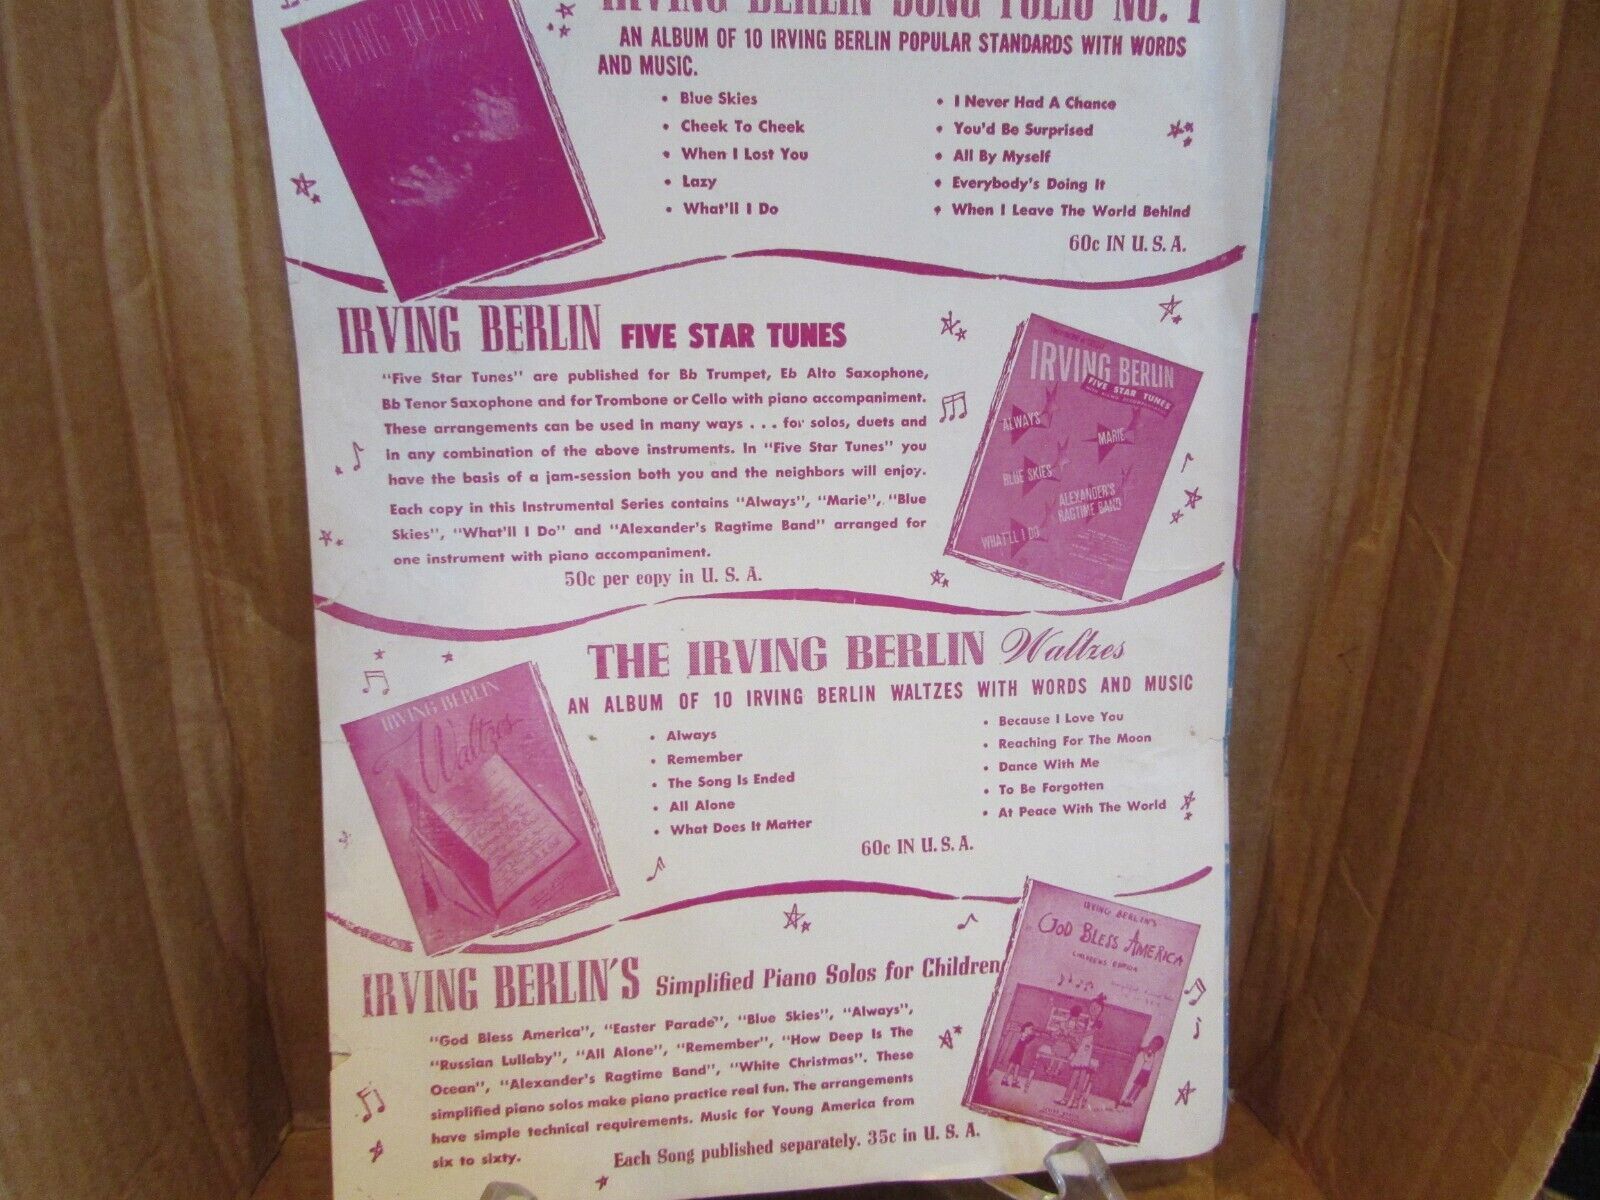 IRVING BERLIN SONG FOLIO NO. 1
IRVING BERLIN
AN ALBUM OF 10 IRVING BERLIN POPULAR STANDARDS WITH WORDS
AND MUSIC.
• Blue Skies
• Cheek To Cheek
• When I Lost You
• Lazy
• What'll I Do
• I Never Had A Chance
• You'd Be Surprised
• All By Myself
• Everybody's Doing It
• When I Leave The World Behind
60c IN U. S. A.
IRVING BERLIN FIVE STAR TUNES
"Five Star Tunes" are published for Bb Trumpet, Eb Alto Saxophone,
Bb Tenor Saxophone and for Trombone or Cello with piano accompaniment.
These arrangements can be used in many ways . . . for solos, duets and
in any combination of the above instruments. In "Five Star Tunes" you
have the basis of a jam-session both you and the neighbors will enjoy.
Each copy in this Instrumental Series contains "Always", "Marie", "Blue
Skies", "What'll I Do" and "Alexander's Ragtime Band" arranged for
one instrument with piano accompaniment.
50c per copy in U. S. A.
IRVING BERLIN
FIVE STAR TUNES
ALWAYS
MARIE
BLUE SKIES
ALEXANDER'S
RAGTIME BAND
WHAT'LL I DO
THE IRVING BERLIN Waltzes
AN ALBUM OF 10 IRVING BERLIN WALTZES WITH WORDS AND MUSIC
IRVING BERLIN
Waltzes
• Always
• Remember
• The Song Is Ended
• All Alone
• What Does It Matter
• Because I Love You
• Reaching For The Moon
• Dance With Me
• To Be Forgotten
• At Peace With The World
60c IN U. S. A.
IRVING BERLIN'S Simplified Piano Solos for Children
"God Bless America", "Easter Parade", "Blue Skies", "Always",
"Russian Lullaby", "All Alone", "Remember", "How Deep Is The
Ocean", "Alexander's Ragtime Band", "White Christmas". These
simplified piano solos make piano practice real fun. The arrangements
have simple technical requirements. Music for Young America from
six to sixty.
Each Song published separately. 35c in U. S. A.
IRVING BERLIN'S
GOD BLESS AMERICA
CHILDREN'S EDITION